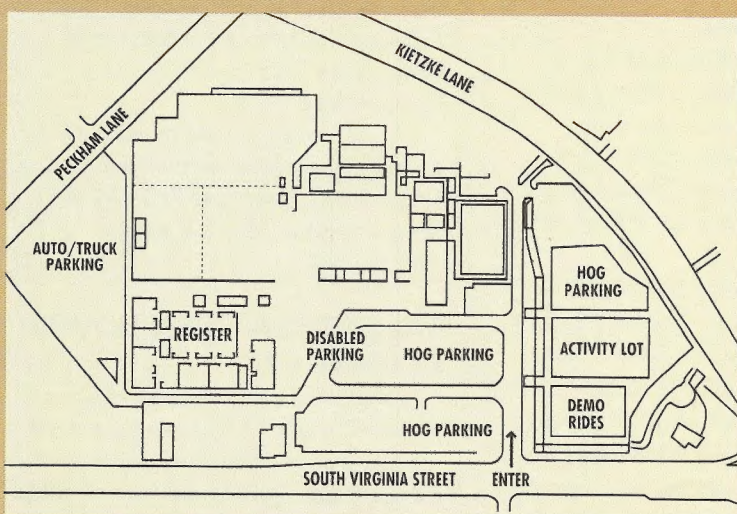 KIETZKE LANE
PECKHAM LANE
AUTO/TRUCK
PARKING
HOG
PARKING
REGISTER
DISABLED
PARKING
HOG PARKING
ACTIVITY LOT
DEMO
RIDES
HOG PARKING
SOUTH VIRGINIA STREET
ENTER